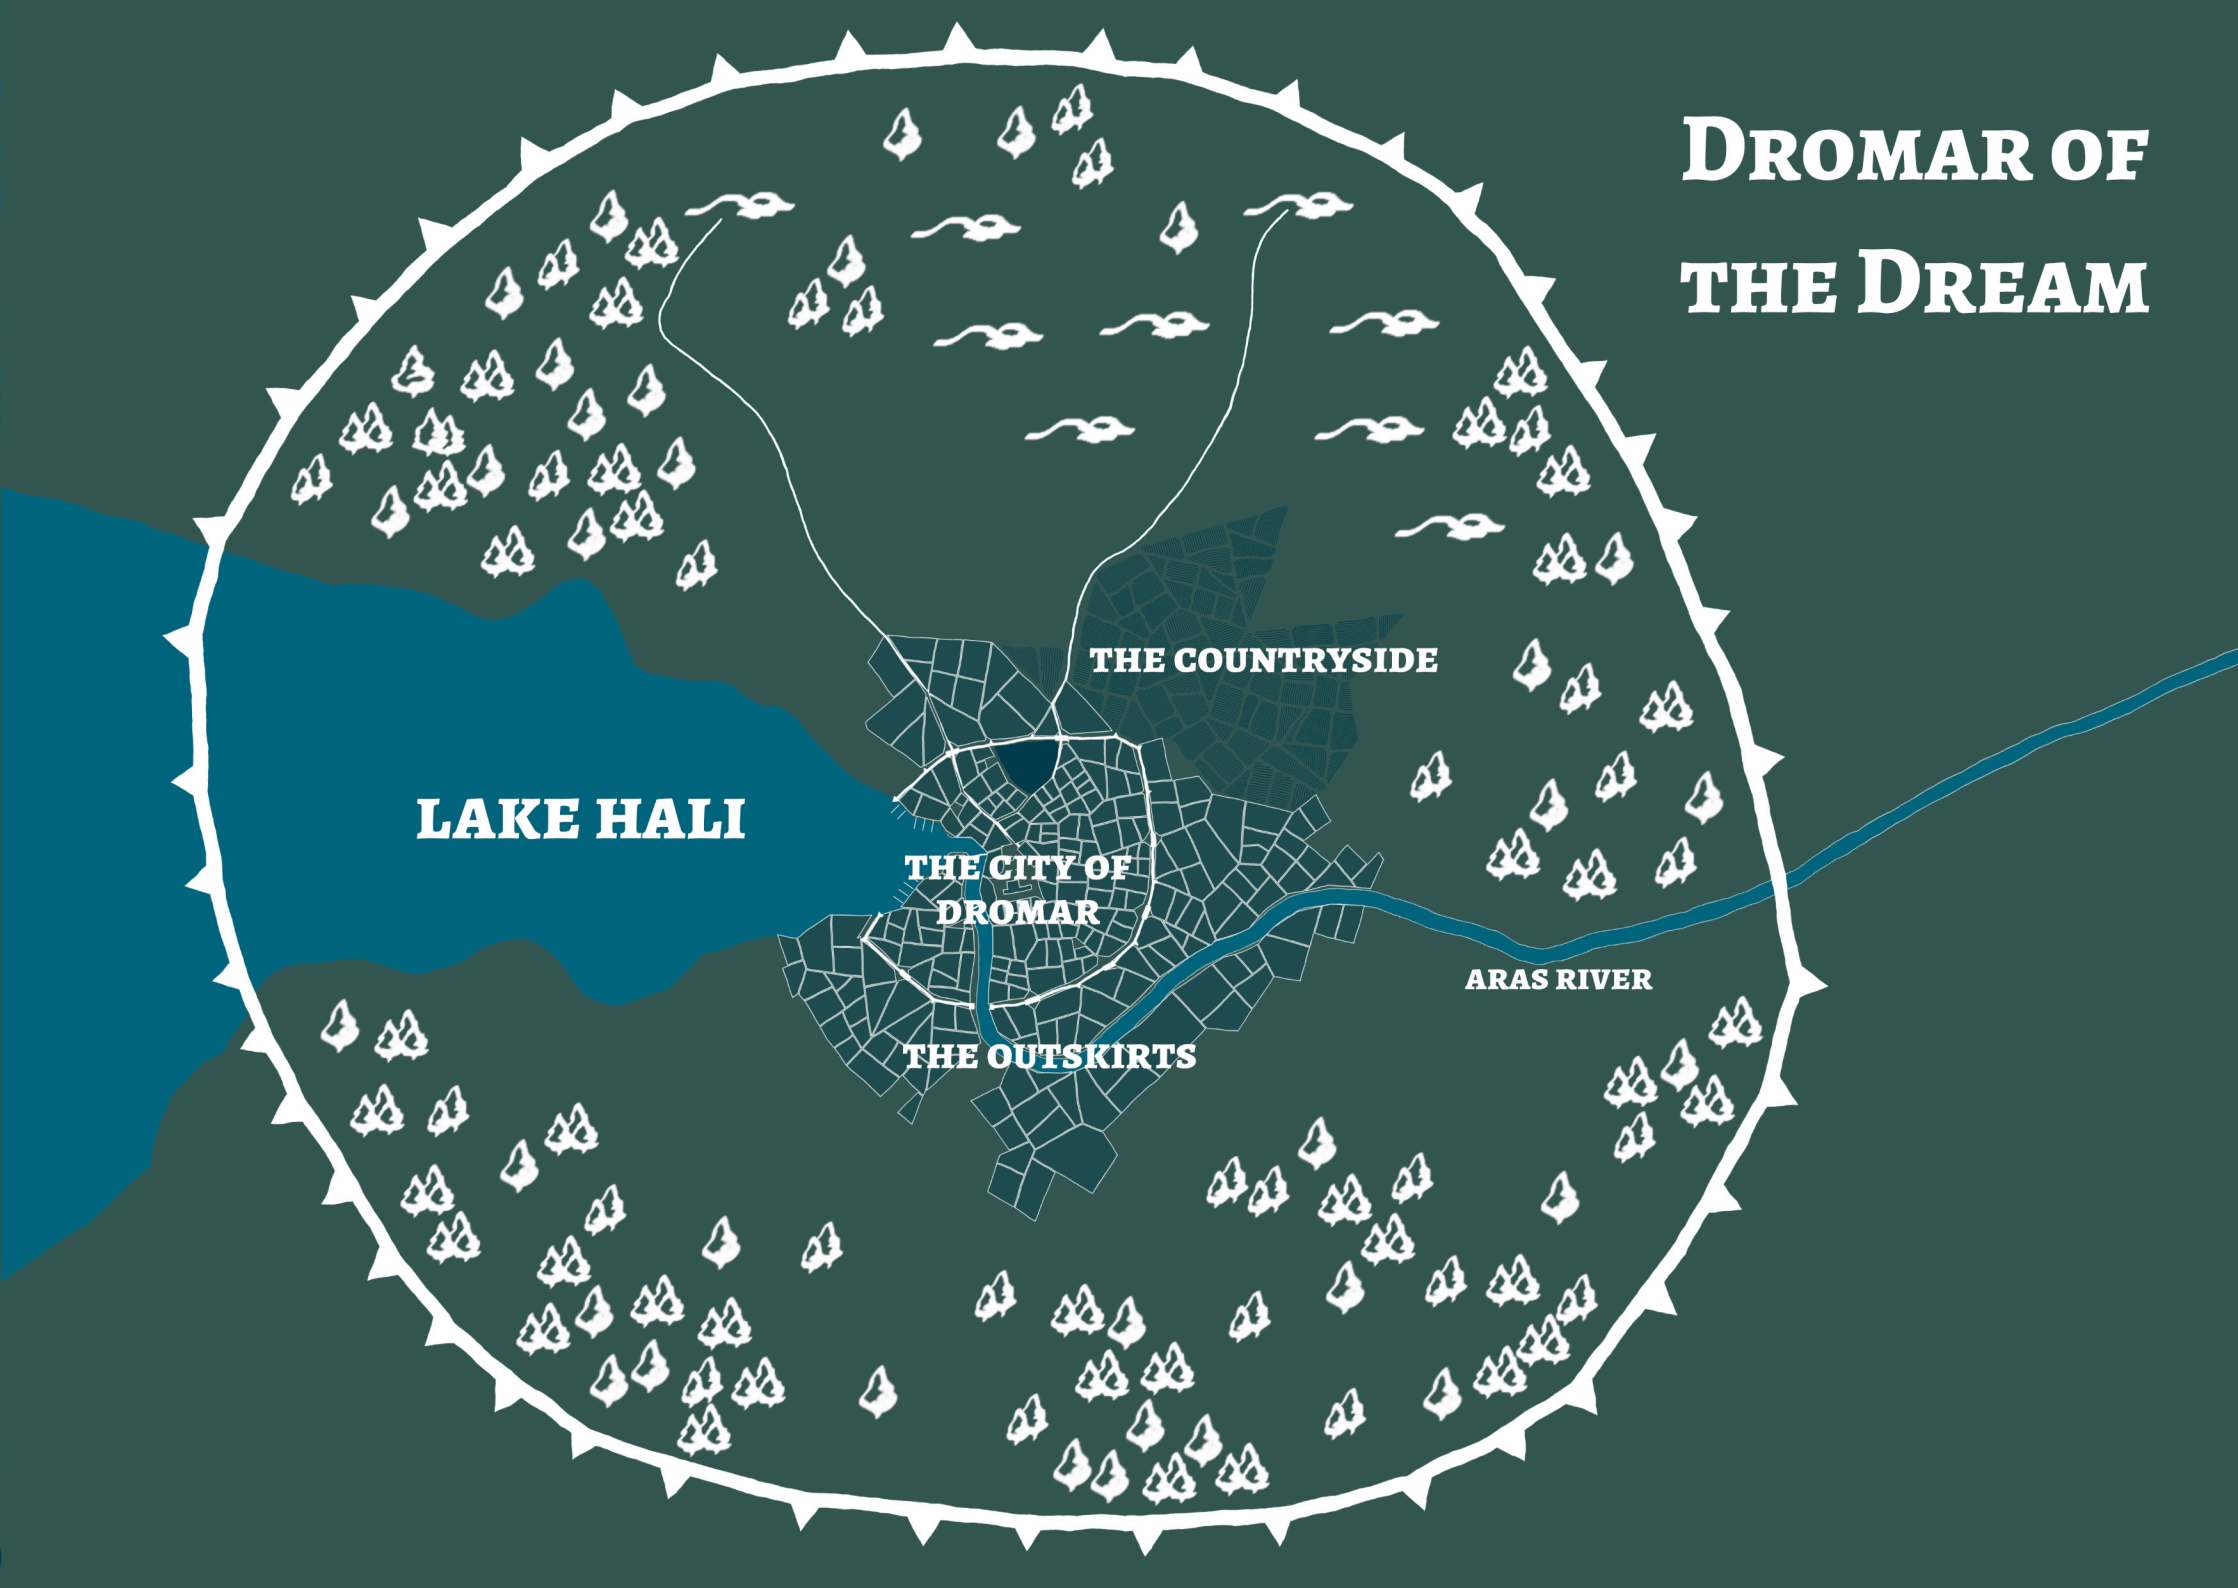 DROMAR OF
THE DREAM
THE COUNTRYSIDE
LAKE HALI
THE CITY OF
DROMAR
ARAS RIVER
THE OUTSKIRTS